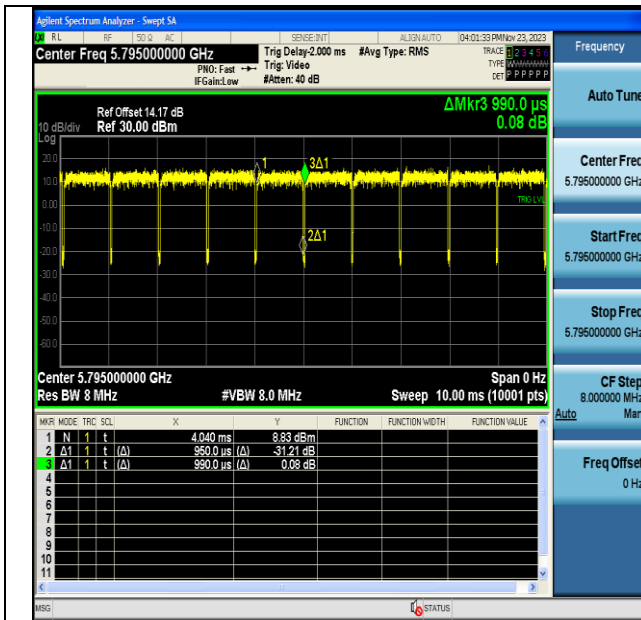 Agilent Spectrum Analyzer - Swept SA
RL RF 50 Ω AC SENSE:INT ALIGN AUTO 04:01:33 PM Nov 23, 2023
Center Freq 5.795000000 GHz Trig Delay-2.000 ms #Avg Type: RMS TRACE 1 2 3 4 5 6
PNO: Fast Trig: Video TYPE WWWWWW
IFGain:Low #Atten: 40 dB DET P P P P P P
Frequency
Auto Tune
Center Freq
5.795000000 GHz
Start Freq
5.795000000 GHz
Stop Freq
5.795000000 GHz
CF Step
8.000000 MHz
Auto Man
Freq Offset
0 Hz
ΔMkr3 990.0 µs
0.08 dB
Ref Offset 14.17 dB
10 dB/div Ref 30.00 dBm
Log
20.0
10.0
0.00
-10.0
-20.0
-30.0
-40.0
-50.0
-60.0
1
3Δ1
2Δ1
TRIG LVL
Center 5.795000000 GHz Span 0 Hz
Res BW 8 MHz #VBW 8.0 MHz Sweep 10.00 ms (10001 pts)
MKR MODE TRC SCL X Y FUNCTION FUNCTION WIDTH FUNCTION VALUE
1 N 1 t 4.040 ms 8.83 dBm
2 Δ1 1 t (Δ) 950.0 µs (Δ) -31.21 dB
3 Δ1 1 t (Δ) 990.0 µs (Δ) 0.08 dB
4
5
6
7
8
9
10
11
MSG STATUS